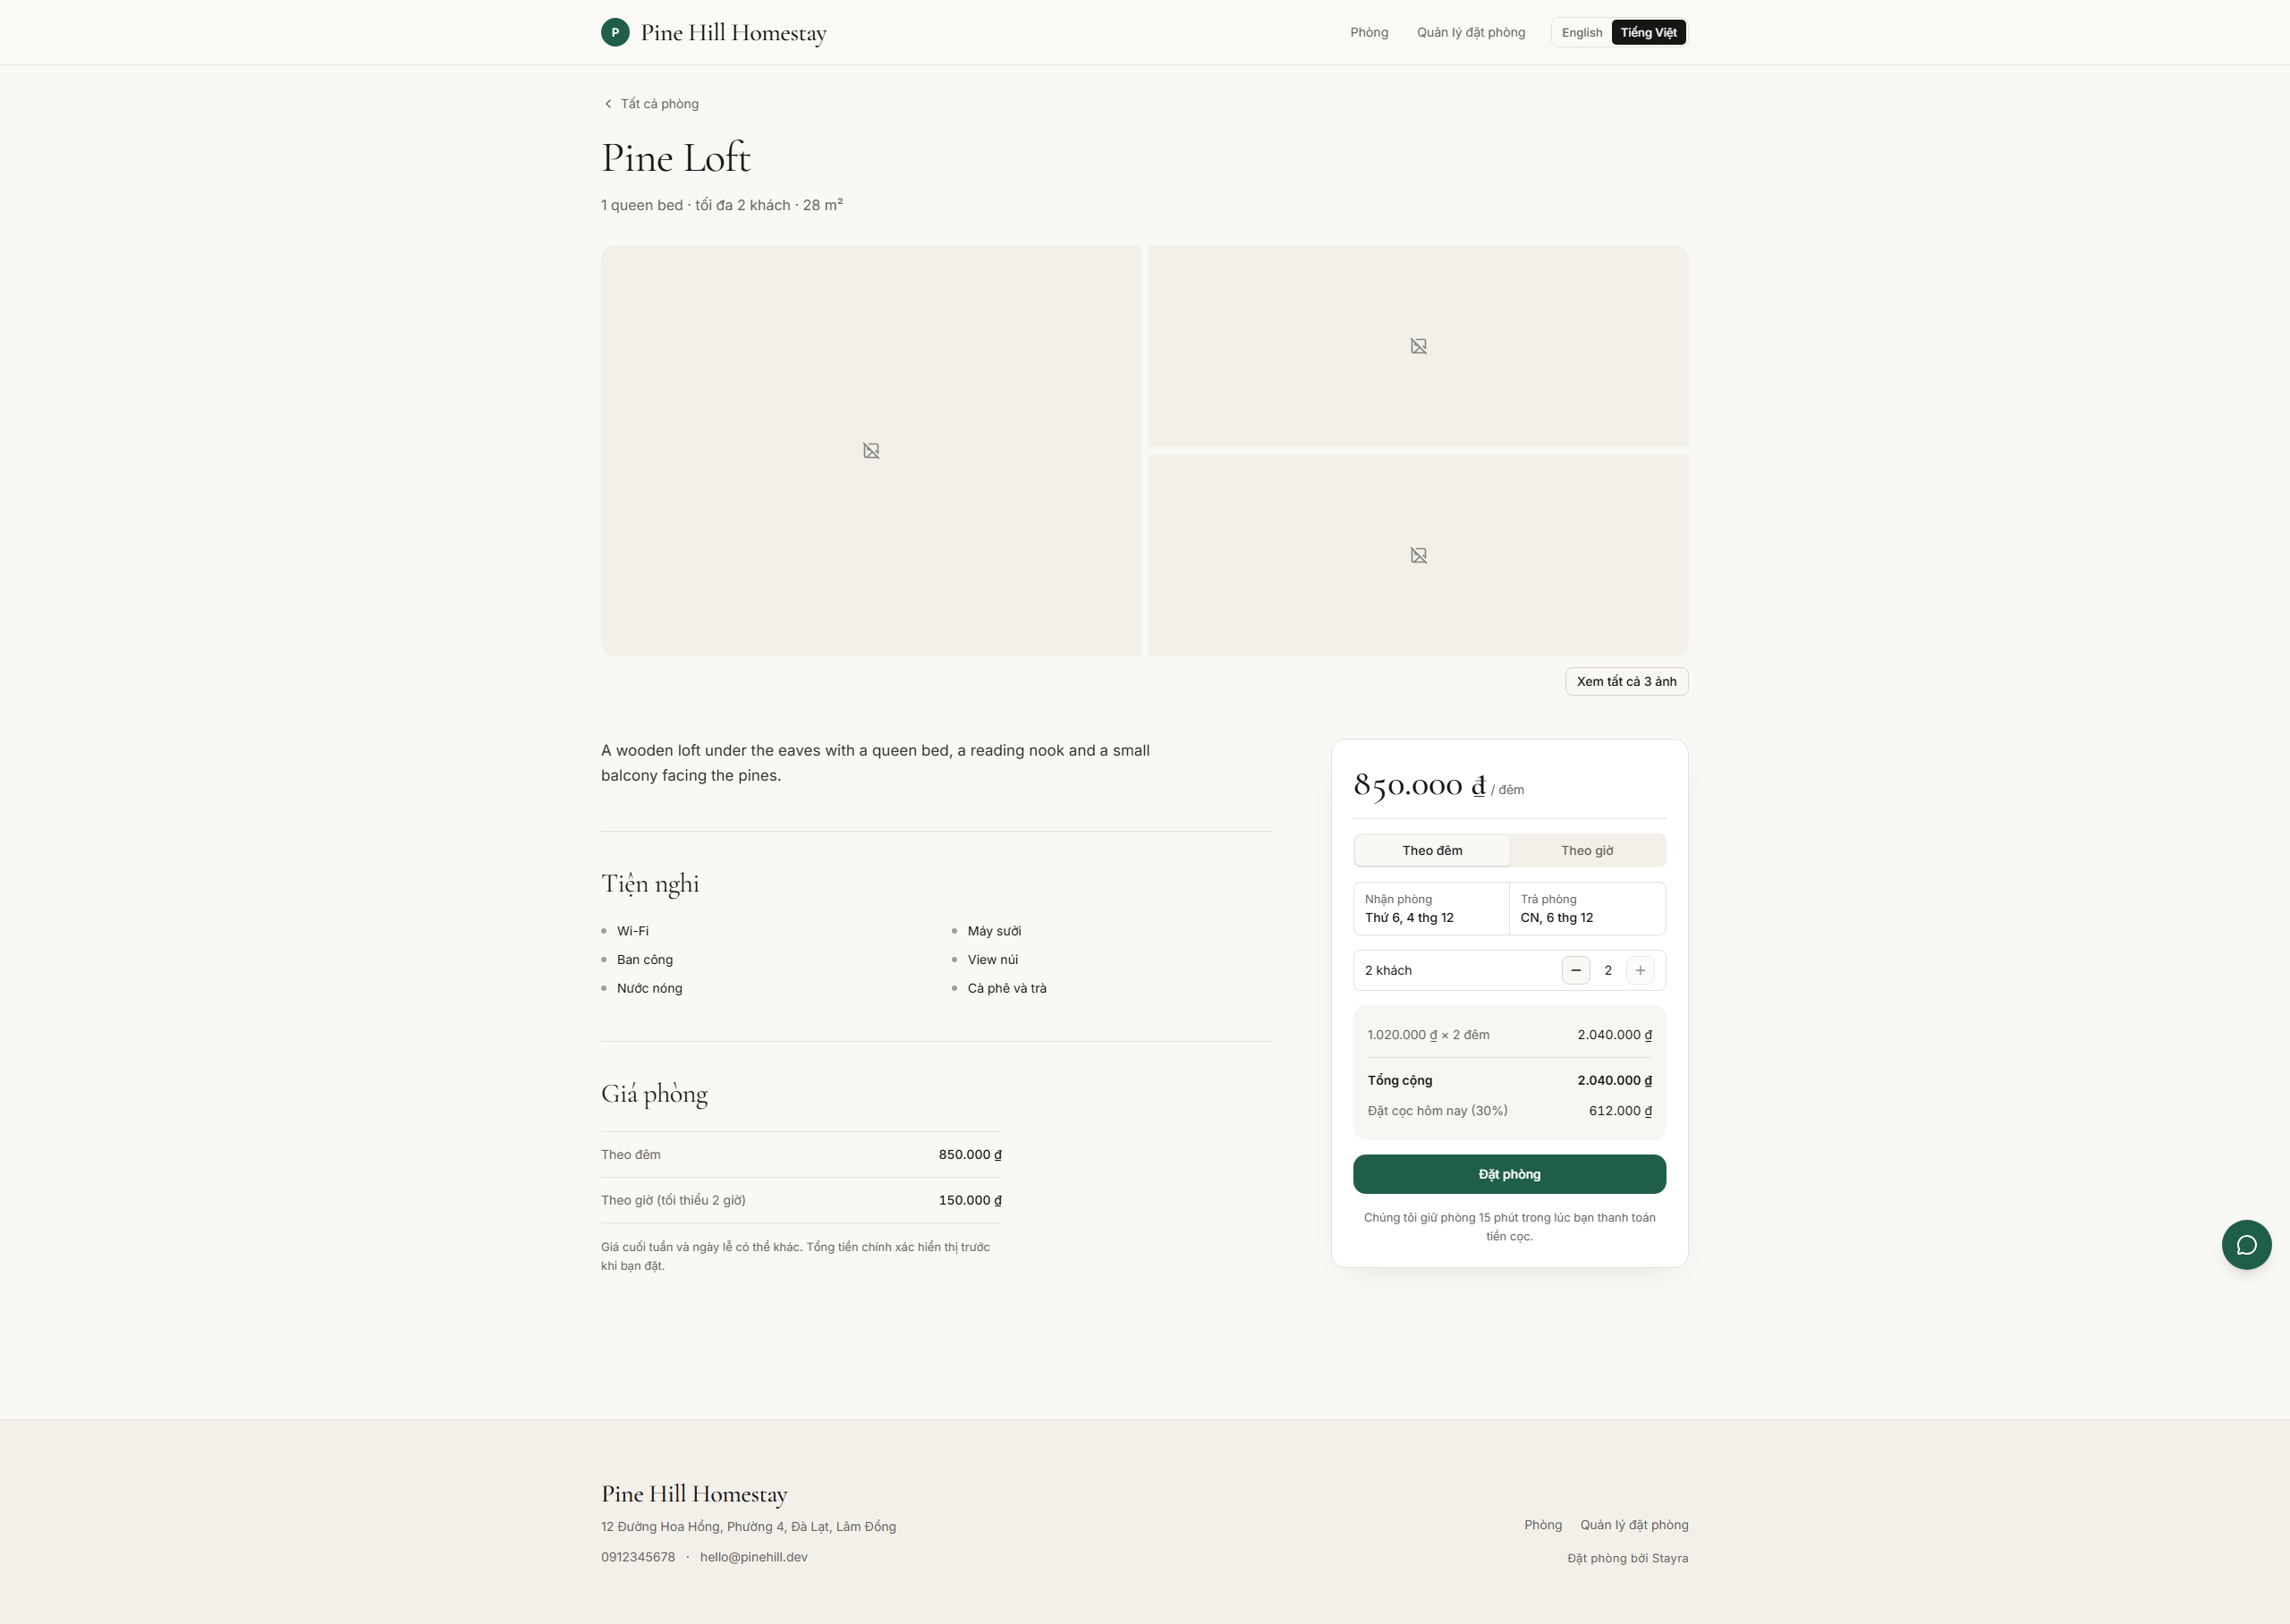 P
Pine Hill Homestay
Phòng
Quản lý đặt phòng
English
Tiếng Việt
Tất cả phòng
Pine Loft
1 queen bed · tối đa 2 khách · 28 m²
Xem tất cả 3 ảnh
A wooden loft under the eaves with a queen bed, a reading nook and a small
balcony facing the pines.
Tiện nghi
Wi-Fi
Máy sưởi
Ban công
View núi
Nước nóng
Cà phê và trà
Giá phòng
Theo đêm
850.000 ₫
Theo giờ (tối thiểu 2 giờ)
150.000 ₫
Giá cuối tuần và ngày lễ có thể khác. Tổng tiền chính xác hiển thị trước
khi bạn đặt.
850.000 ₫ / đêm
Theo đêm
Theo giờ
Nhận phòng
Thứ 6, 4 thg 12
Trả phòng
CN, 6 thg 12
2 khách
2
1.020.000 ₫ × 2 đêm
2.040.000 ₫
Tổng cộng
2.040.000 ₫
Đặt cọc hôm nay (30%)
612.000 ₫
Đặt phòng
Chúng tôi giữ phòng 15 phút trong lúc bạn thanh toán
tiền cọc.
Pine Hill Homestay
12 Đường Hoa Hồng, Phường 4, Đà Lạt, Lâm Đồng
0912345678 · hello@pinehill.dev
Phòng
Quản lý đặt phòng
Đặt phòng bởi Stayra